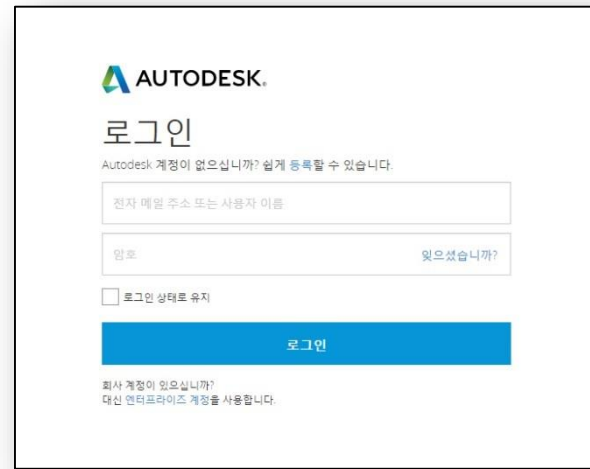 AUTODESK.
로그인
Autodesk 계정이 없으십니까? 쉽게 등록할 수 있습니다.
전자 메일 주소 또는 사용자 이름
암호 잊으셨습니까?
로그인 상태로 유지
로그인
회사 계정이 있으십니까?
대신 엔터프라이즈 계정을 사용합니다.